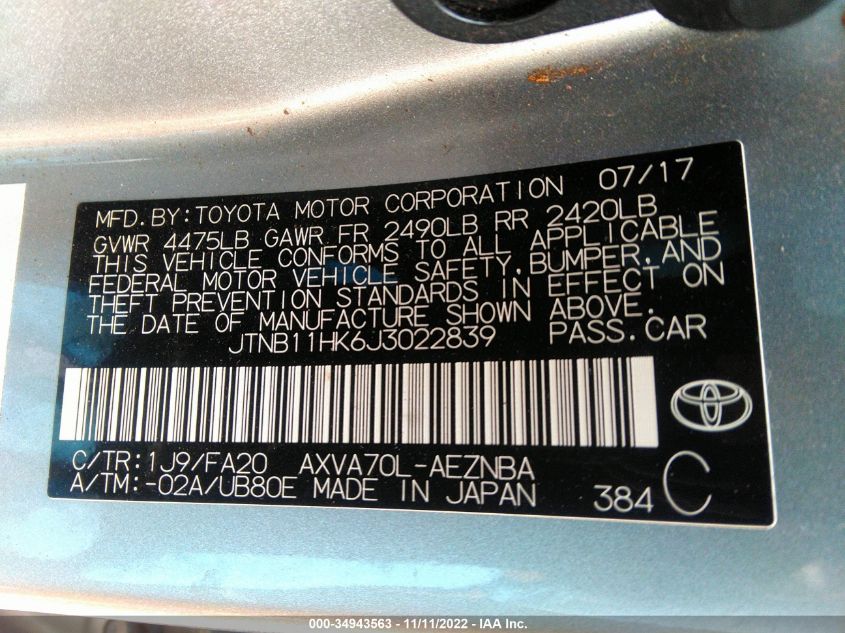 MFD.BY:TOYOTA MOTOR CORPORATION 07/17
GVWR 4475LB GAWR FR 2490LB RR 2420LB
THIS VEHICLE CONFORMS TO ALL APPLICABLE
FEDERAL MOTOR VEHICLE SAFETY,BUMPER,AND
THEFT PREVENTION STANDARDS IN EFFECT ON
THE DATE OF MANUFACTURE SHOWN ABOVE.
JTNB11HK6J3022839 PASS.CAR
C/TR:1J9/FA20 AXVA70L-AEZNBA
A/TM:-02A/UB80E MADE IN JAPAN 384 C
000-34943563 - 11/11/2022 - IAA Inc.